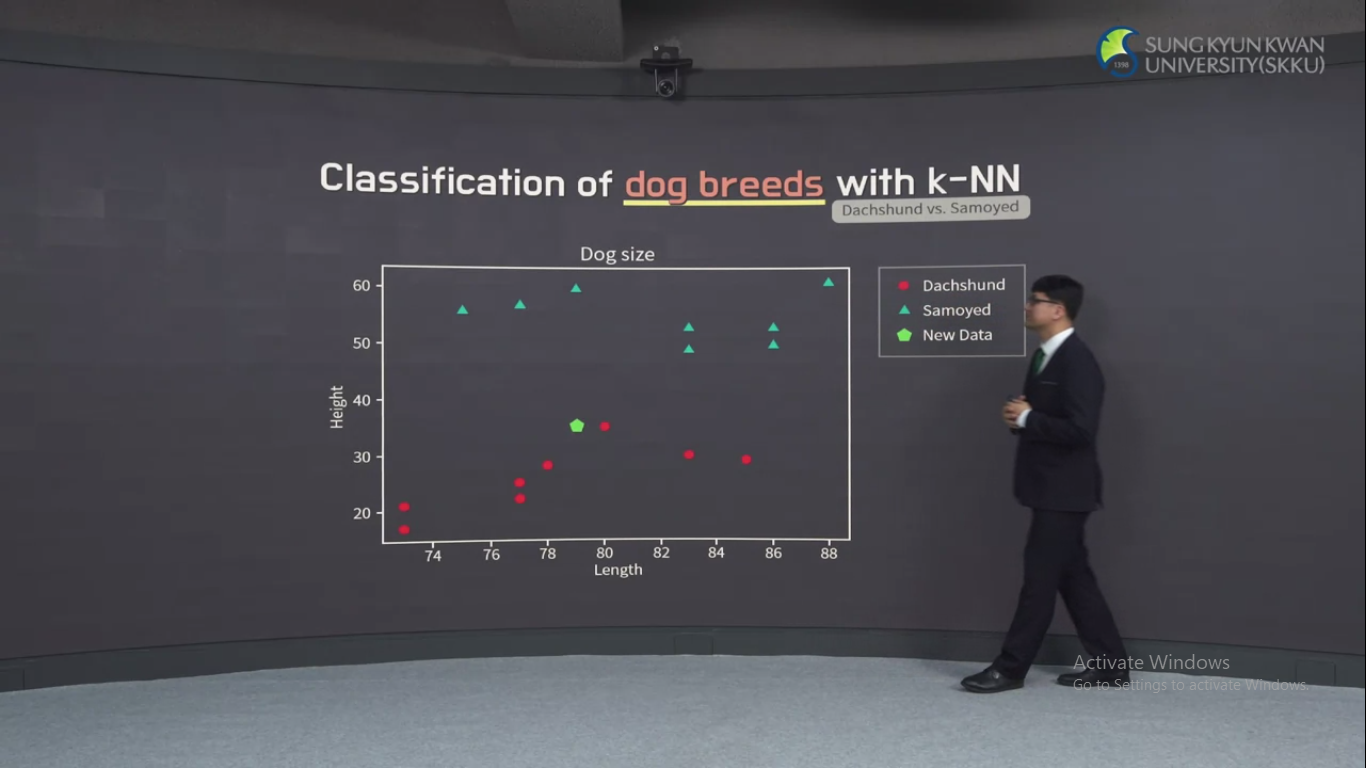 SUNG KYUN KWAN
UNIVERSITY(SKKU)
1398
Classification of dog breeds with k-NN
Dachshund vs. Samoyed
Dog size
60
50
40
30
20
Height
74 76 78 80 82 84 86 88
Length
Dachshund
Samoyed
New Data
Activate Windows
Go to Settings to activate Windows.